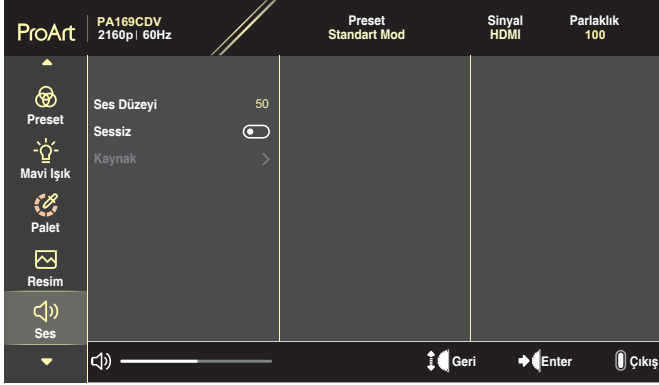 ProArt
PA169CDV
2160p| 60Hz
Preset
Standart Mod
Sinyal
HDMI
Parlaklık
100
Preset
Mavi Işık
Palet
Resim
Ses
Ses Düzeyi 50
Sessiz
Kaynak
Geri
Enter
Çıkış